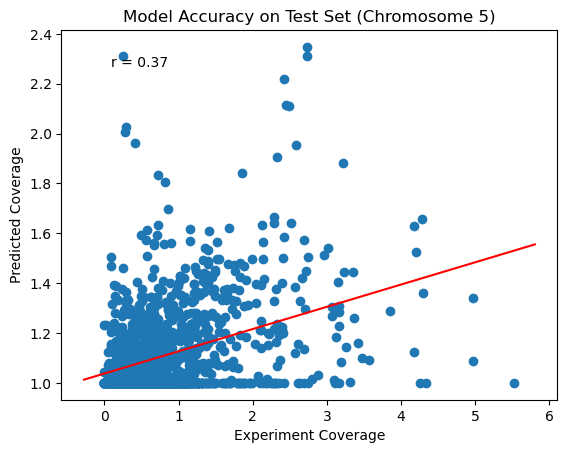 Model Accuracy on Test Set (Chromosome 5)
r = 0.37
2.4
2.2
2.0
1.8
1.6
1.4
1.2
1.0
Predicted Coverage
0 1 2 3 4 5 6
Experiment Coverage